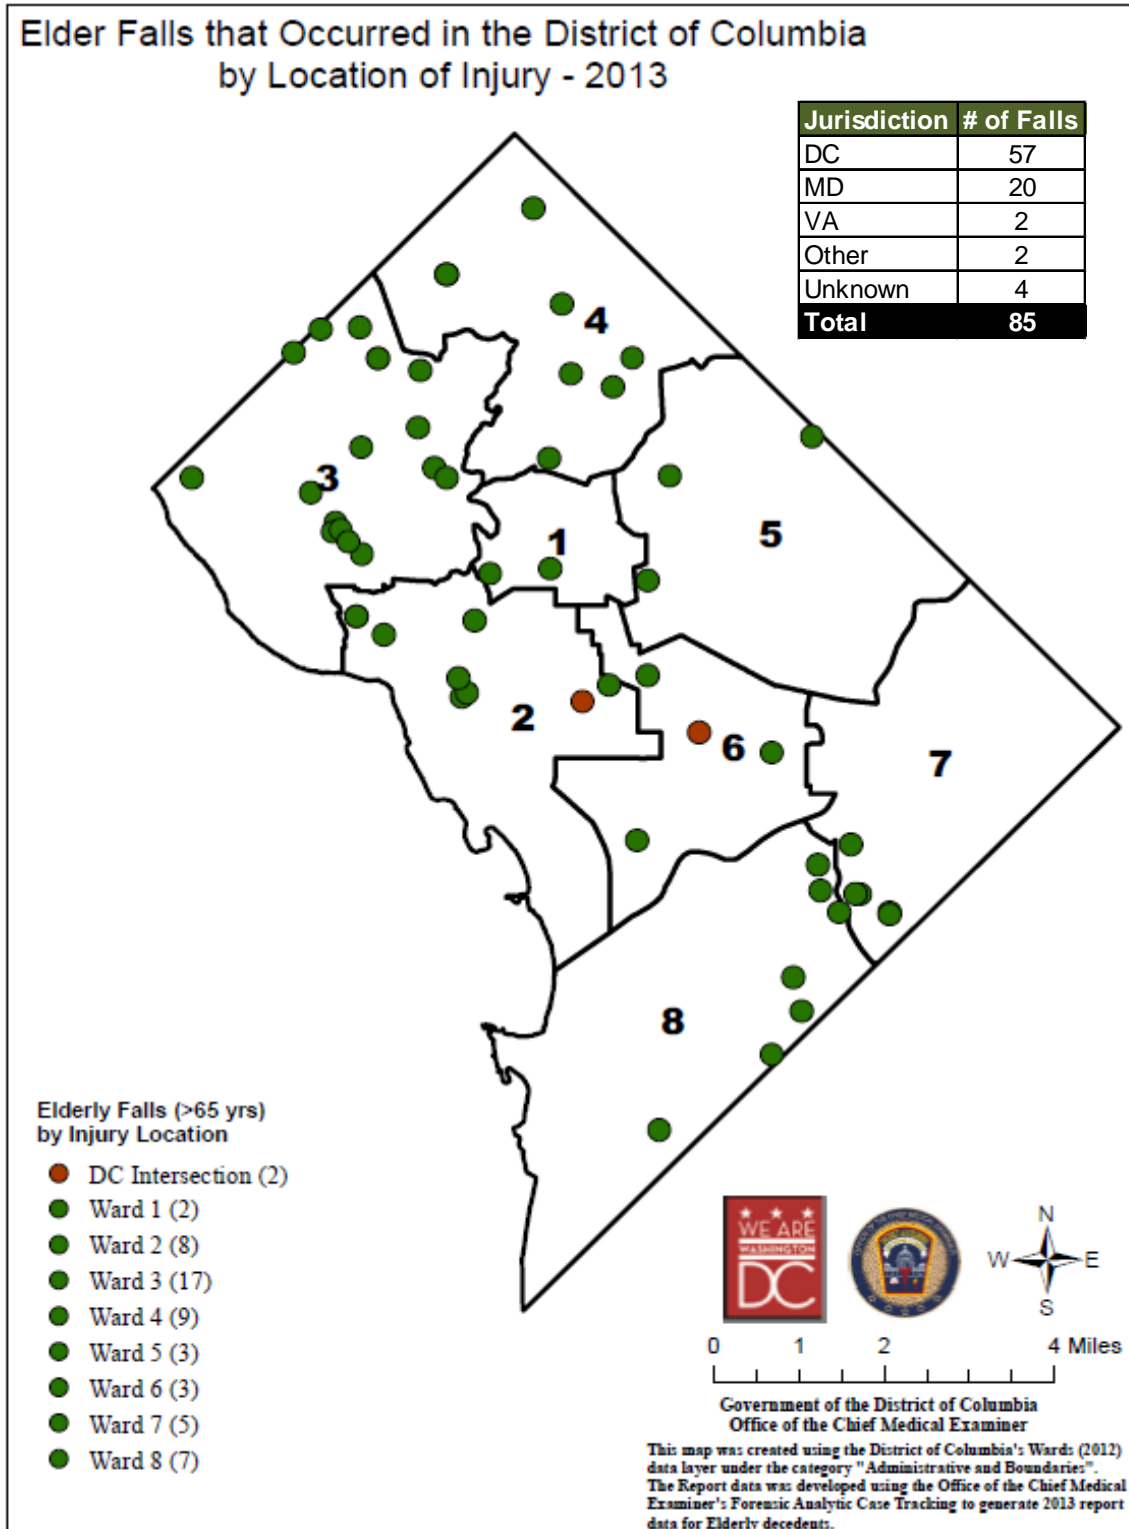 Elder Falls that Occurred in the District of Columbia
by Location of Injury - 2013
Jurisdiction # of Falls
DC 57
MD 20
VA 2
Other 2
Unknown 4
Total 85
4
3
1
5
2
6
7
8
Elderly Falls (>65 yrs)
by Injury Location
DC Intersection (2)
Ward 1 (2)
Ward 2 (8)
Ward 3 (17)
Ward 4 (9)
Ward 5 (3)
Ward 6 (3)
Ward 7 (5)
Ward 8 (7)
WE ARE
WASHINGTON
DC
N
W E
S
0 1 2 4 Miles
Government of the District of Columbia
Office of the Chief Medical Examiner
This map was created using the District of Columbia's Wards (2012)
data layer under the category "Administrative and Boundaries".
The Report data was developed using the Office of the Chief Medical
Examiner's Forensic Analytic Case Tracking to generate 2013 report
data for Elderly decedents.